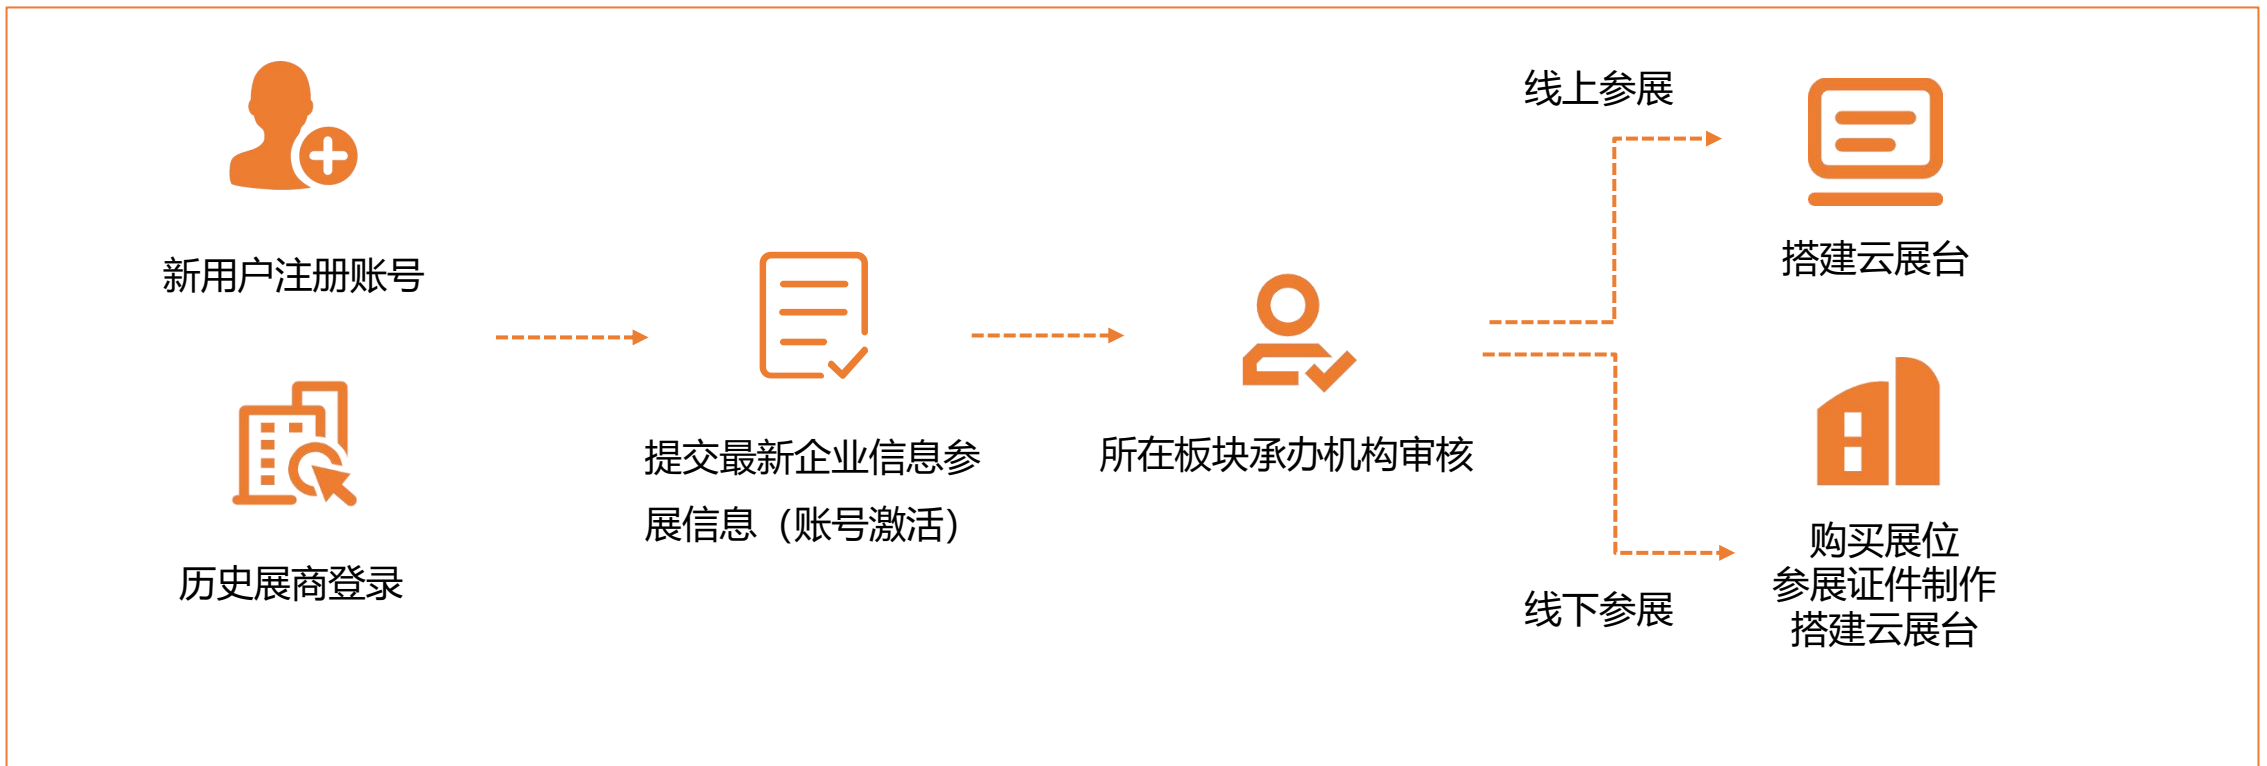 新用户注册账号
历史展商登录
提交最新企业信息参
展信息（账号激活）
所在板块承办机构审核
线上参展
搭建云展台
线下参展
购买展位
参展证件制作
搭建云展台